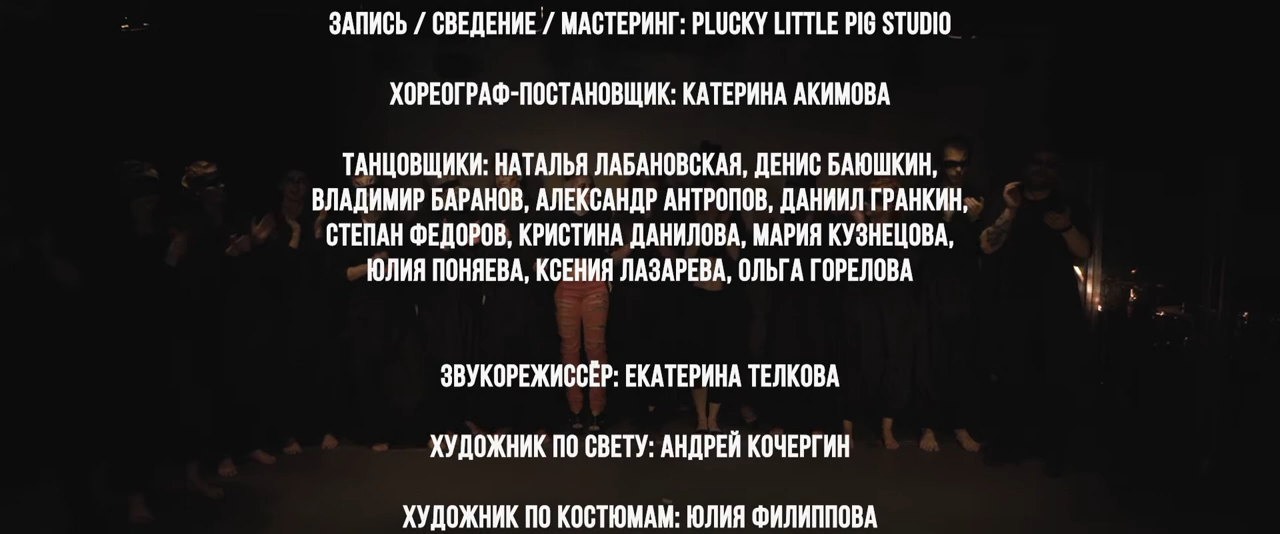 ЗАПИСЬ / СВЕДЕНИЕ / МАСТЕРИНГ: PLUCKY LITTLE PIG STUDIO
ХОРЕОГРАФ-ПОСТАНОВЩИК: КАТЕРИНА АКИМОВА
ТАНЦОВЩИКИ: НАТАЛЬЯ ЛАБАНОВСКАЯ, ДЕНИС БАЮШКИН,
ВЛАДИМИР БАРАНОВ, АЛЕКСАНДР АНТРОПОВ, ДАНИИЛ ГРАНКИН,
СТЕПАН ФЕДОРОВ, КРИСТИНА ДАНИЛОВА, МАРИЯ КУЗНЕЦОВА,
ЮЛИЯ ПОНЯЕВА, КСЕНИЯ ЛАЗАРЕВА, ОЛЬГА ГОРЕЛОВА
ЗВУКОРЕЖИССЁР: ЕКАТЕРИНА ТЕЛКОВА
ХУДОЖНИК ПО СВЕТУ: АНДРЕЙ КОЧЕРГИН
ХУДОЖНИК ПО КОСТЮМАМ: ЮЛИЯ ФИЛИППОВА